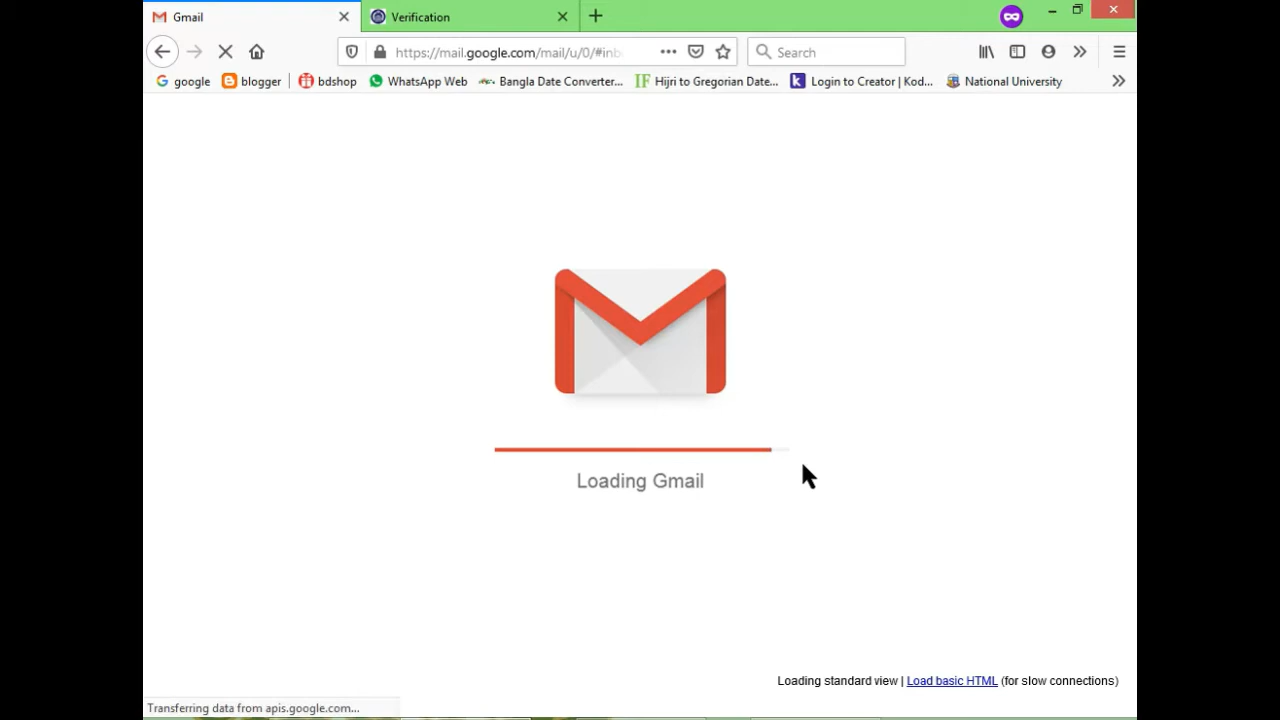 Gmail
Verification
https://mail.google.com/mail/u/0/#inb
Search
google
blogger
bdshop
WhatsApp Web
Bangla Date Converter...
IF Hijri to Gregorian Date...
k Login to Creator | Kod...
National University
Loading Gmail
Loading standard view | Load basic HTML (for slow connections)
Transferring data from apis.google.com...